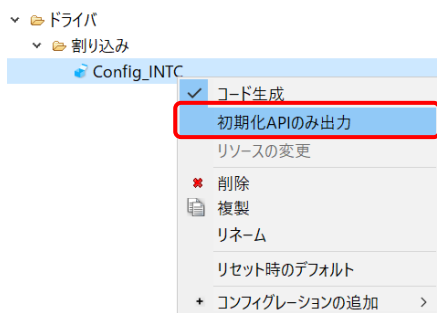 ドライバ
割り込み
Config_INTC
コード生成
初期化APIのみ出力
リソースの変更
削除
複製
リネーム
リセット時のデフォルト
コンフィグレーションの追加